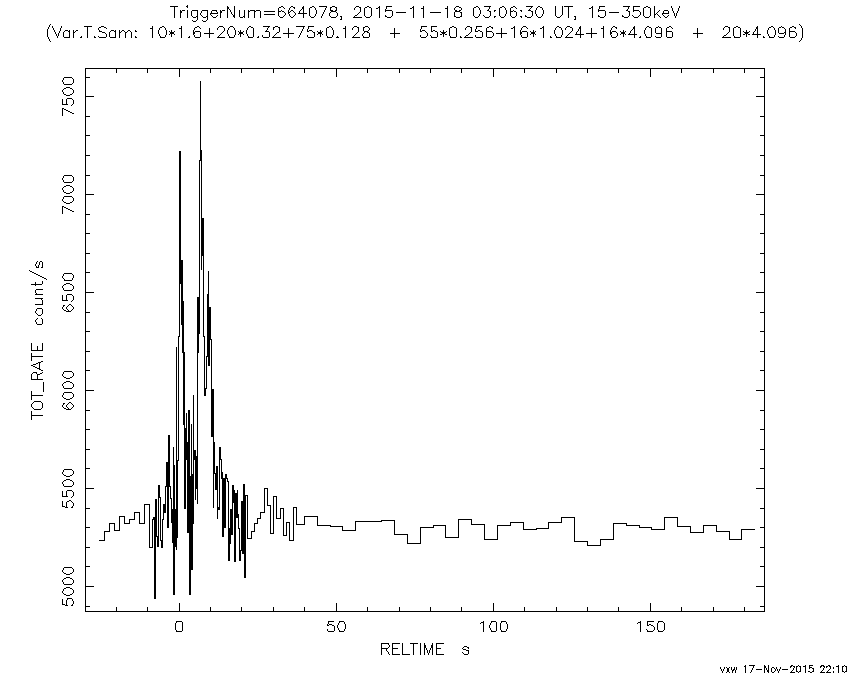 TriggerNum=664078, 2015-11-18 03:06:30 UT, 15-350keV
(Var.T.Sam: 10*1.6+20*0.32+75*0.128 + 55*0.256+16*1.024+16*4.096 + 20*4.096)
7500
7000
6500
6000
5500
5000
TOT_RATE count/s
0 50 100 150
RELTIME s
vxw 17-Nov-2015 22:10